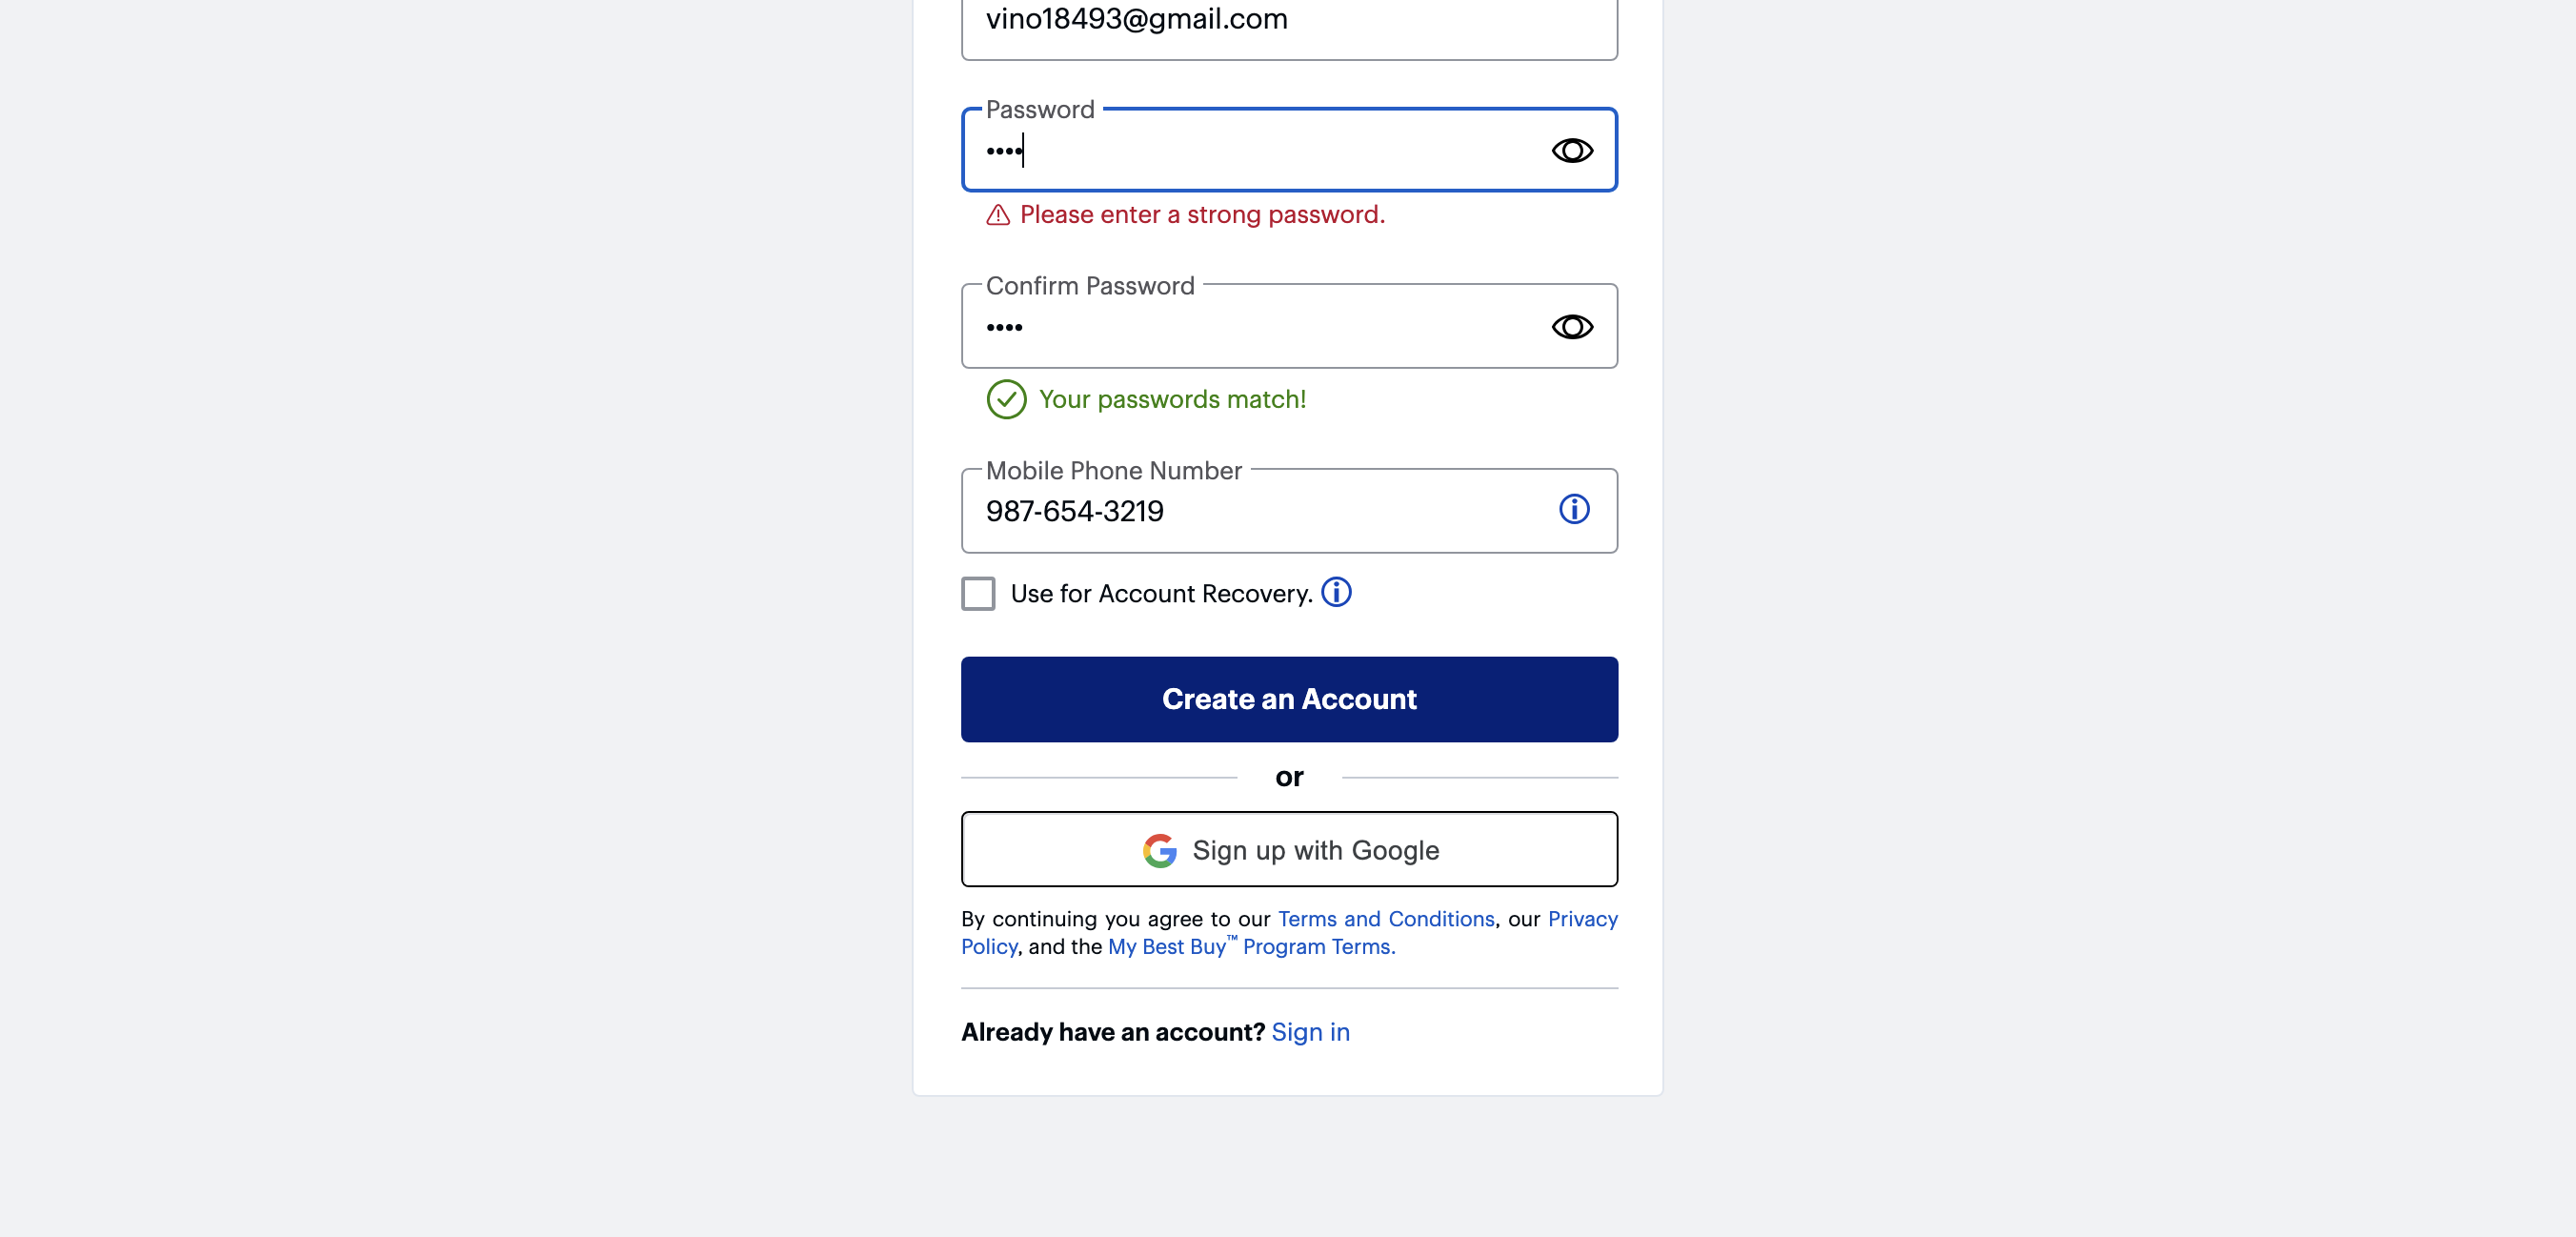 vino18493@gmail.com
Password
••••
Please enter a strong password.
Confirm Password
••••
Your passwords match!
Mobile Phone Number
987-654-3219
Use for Account Recovery.
Create an Account
or
Sign up with Google
By continuing you agree to our Terms and Conditions, our Privacy
Policy, and the My Best Buy™ Program Terms.
Already have an account? Sign in